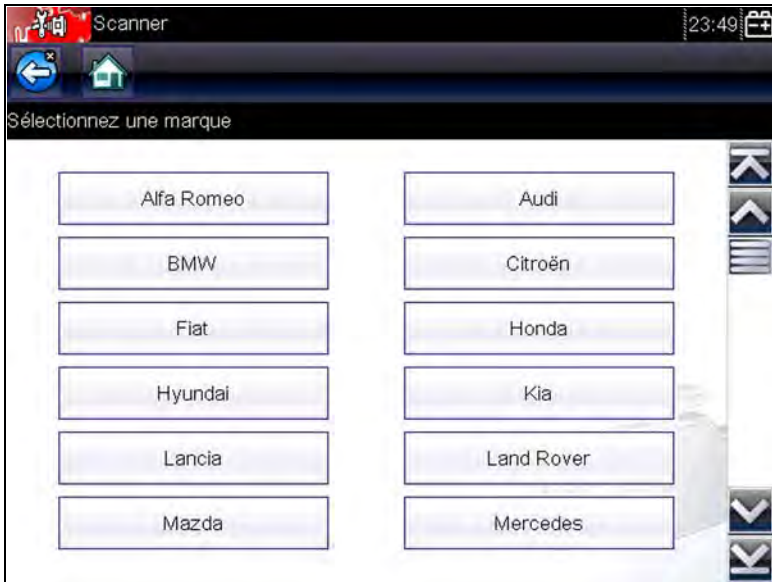 Scanner 23:49
Sélectionnez une marque
Alfa Romeo Audi
BMW Citroën
Fiat Honda
Hyundai Kia
Lancia Land Rover
Mazda Mercedes